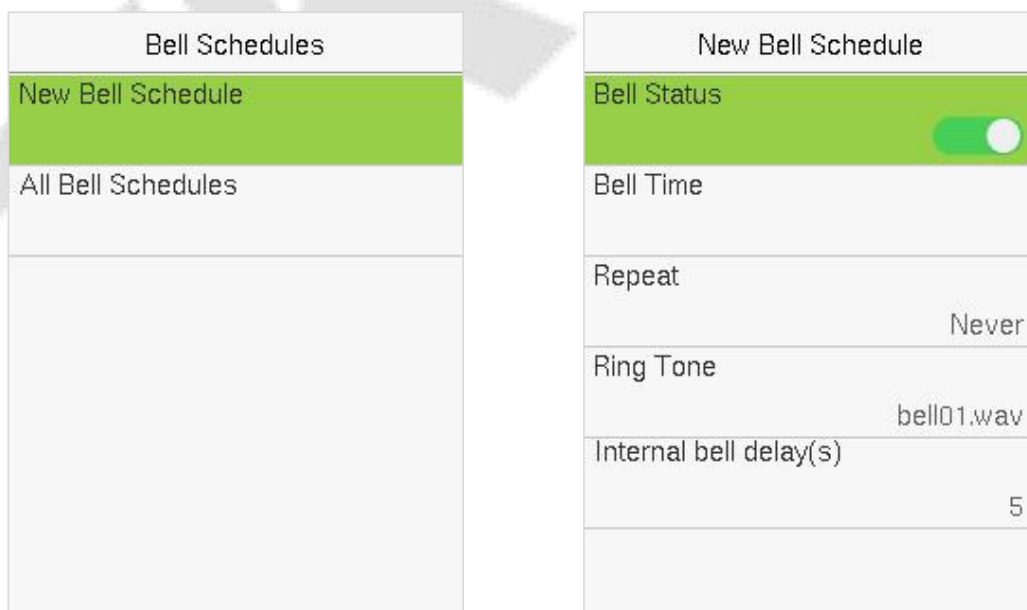 Bell Schedules
New Bell Schedule
All Bell Schedules
New Bell Schedule
Bell Status
Bell Time
Repeat
Never
Ring Tone
bell01.wav
Internal bell delay(s)
5